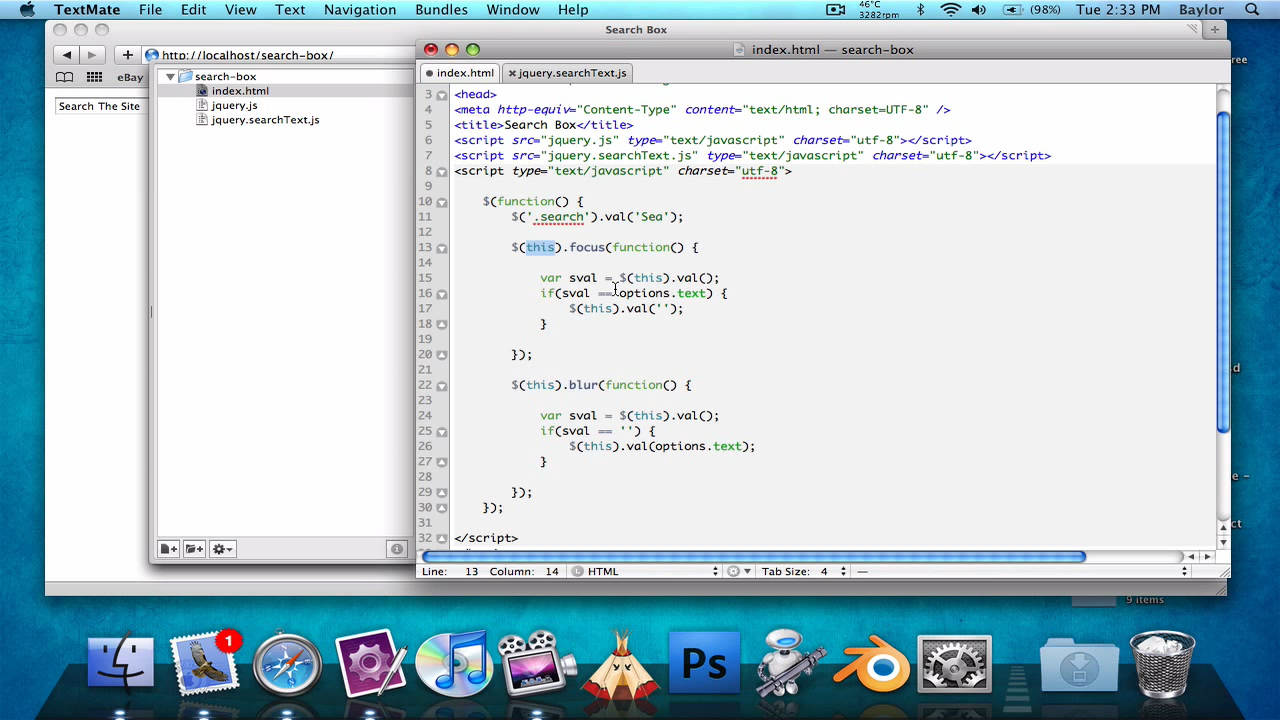 TextMate File Edit View Text Navigation Bundles Window Help 46°C 3282rpm (98%) Tue 2:33 PM Baylor
Search Box
http://localhost/search-box/
eBay
Search The Site
search-box
index.html
jquery.js
jquery.searchText.js
index.html — search-box
index.html jquery.searchText.js
3 <head>
4 <meta http-equiv="Content-Type" content="text/html; charset=UTF-8" />
5 <title>Search Box</title>
6 <script src="jquery.js" type="text/javascript" charset="utf-8"></script>
7 <script src="jquery.searchText.js" type="text/javascript" charset="utf-8"></script>
8 <script type="text/javascript" charset="utf-8">
9
10 $(function() {
11 $('.search').val('Sea');
12
13 $(this).focus(function() {
14
15 var sval = $(this).val();
16 if(sval == options.text) {
17 $(this).val('');
18 }
19
20 });
21
22 $(this).blur(function() {
23
24 var sval = $(this).val();
25 if(sval == '') {
26 $(this).val(options.text);
27 }
28
29 });
30 });
31
32 </script>
Line: 13 Column: 14 L HTML Tab Size: 4 —
9 items
1
Ps